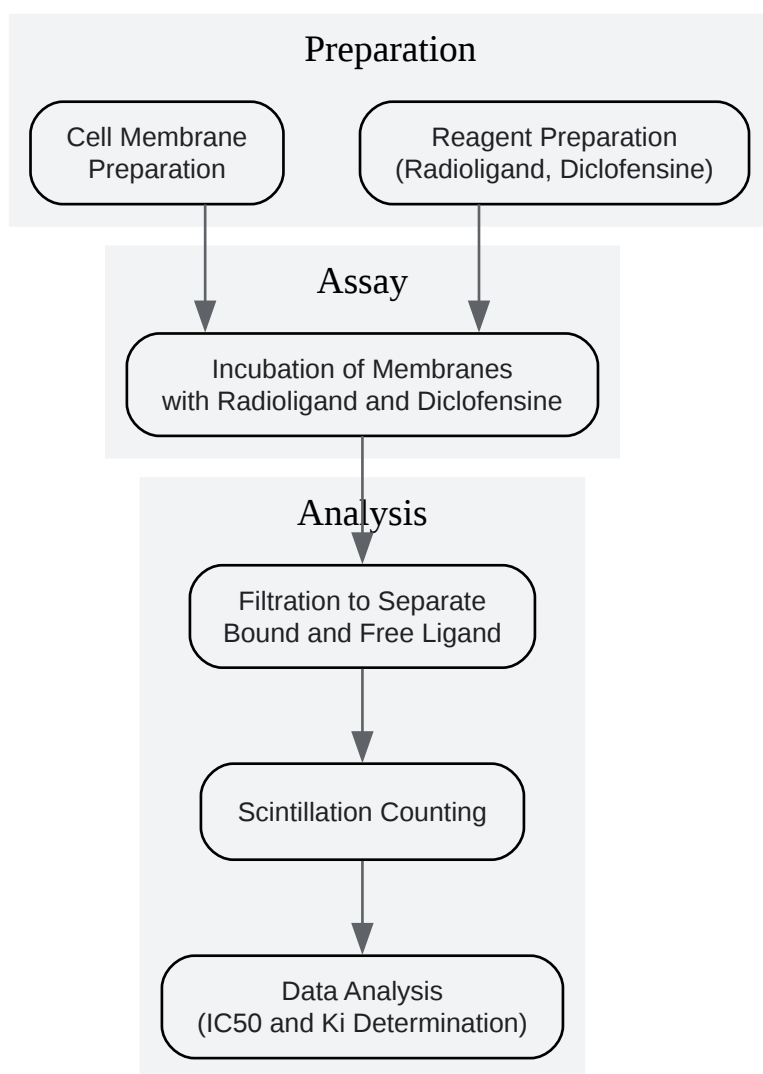 Preparation
Cell Membrane
Preparation
Reagent Preparation
(Radioligand, Diclofensine)
Assay
Incubation of Membranes
with Radioligand and Diclofensine
Analysis
Filtration to Separate
Bound and Free Ligand
Scintillation Counting
Data Analysis
(IC50 and Ki Determination)